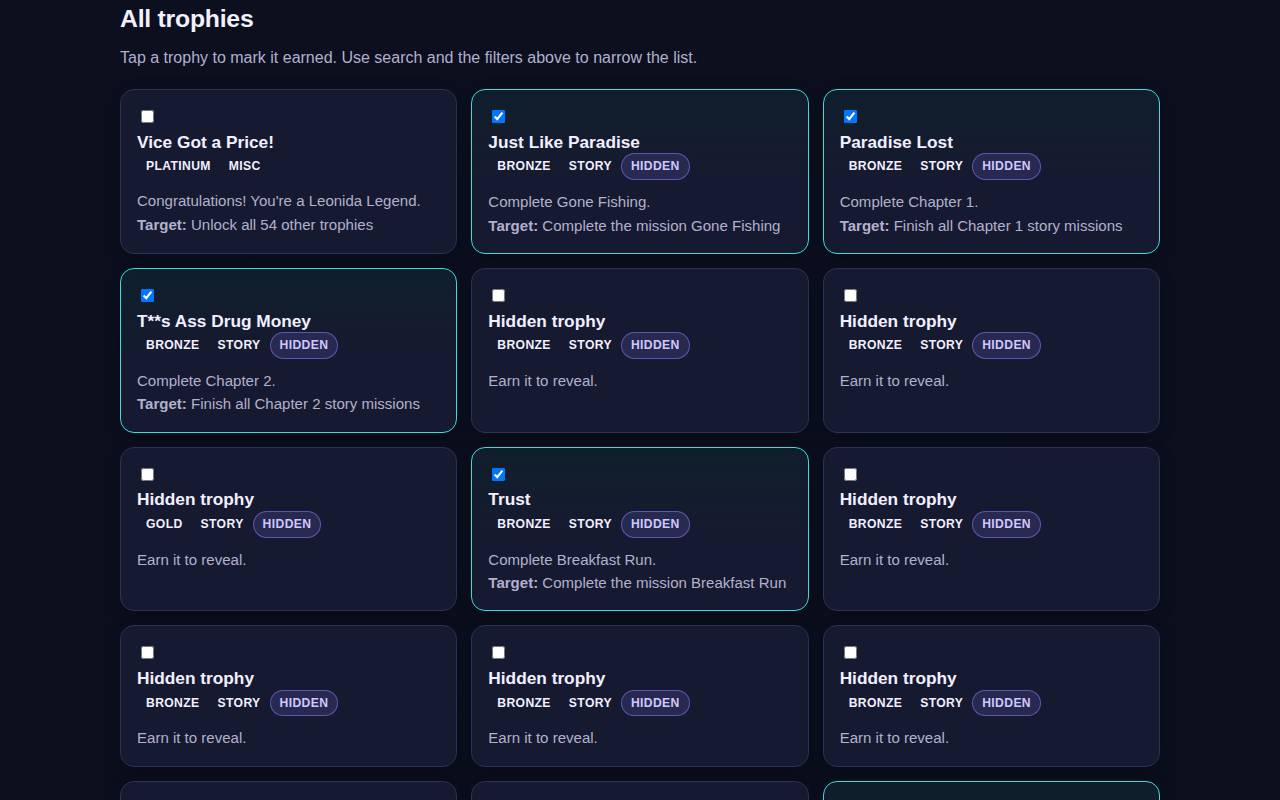 All trophies
Tap a trophy to mark it earned. Use search and the filters above to narrow the list.
Vice Got a Price!
PLATINUM MISC
Congratulations! You're a Leonida Legend.
Target: Unlock all 54 other trophies
Just Like Paradise
BRONZE STORY HIDDEN
Complete Gone Fishing.
Target: Complete the mission Gone Fishing
Paradise Lost
BRONZE STORY HIDDEN
Complete Chapter 1.
Target: Finish all Chapter 1 story missions
T**s Ass Drug Money
BRONZE STORY HIDDEN
Complete Chapter 2.
Target: Finish all Chapter 2 story missions
Hidden trophy
BRONZE STORY HIDDEN
Earn it to reveal.
Hidden trophy
BRONZE STORY HIDDEN
Earn it to reveal.
Hidden trophy
GOLD STORY HIDDEN
Earn it to reveal.
Trust
BRONZE STORY HIDDEN
Complete Breakfast Run.
Target: Complete the mission Breakfast Run
Hidden trophy
BRONZE STORY HIDDEN
Earn it to reveal.
Hidden trophy
BRONZE STORY HIDDEN
Earn it to reveal.
Hidden trophy
BRONZE STORY HIDDEN
Earn it to reveal.
Hidden trophy
BRONZE STORY HIDDEN
Earn it to reveal.